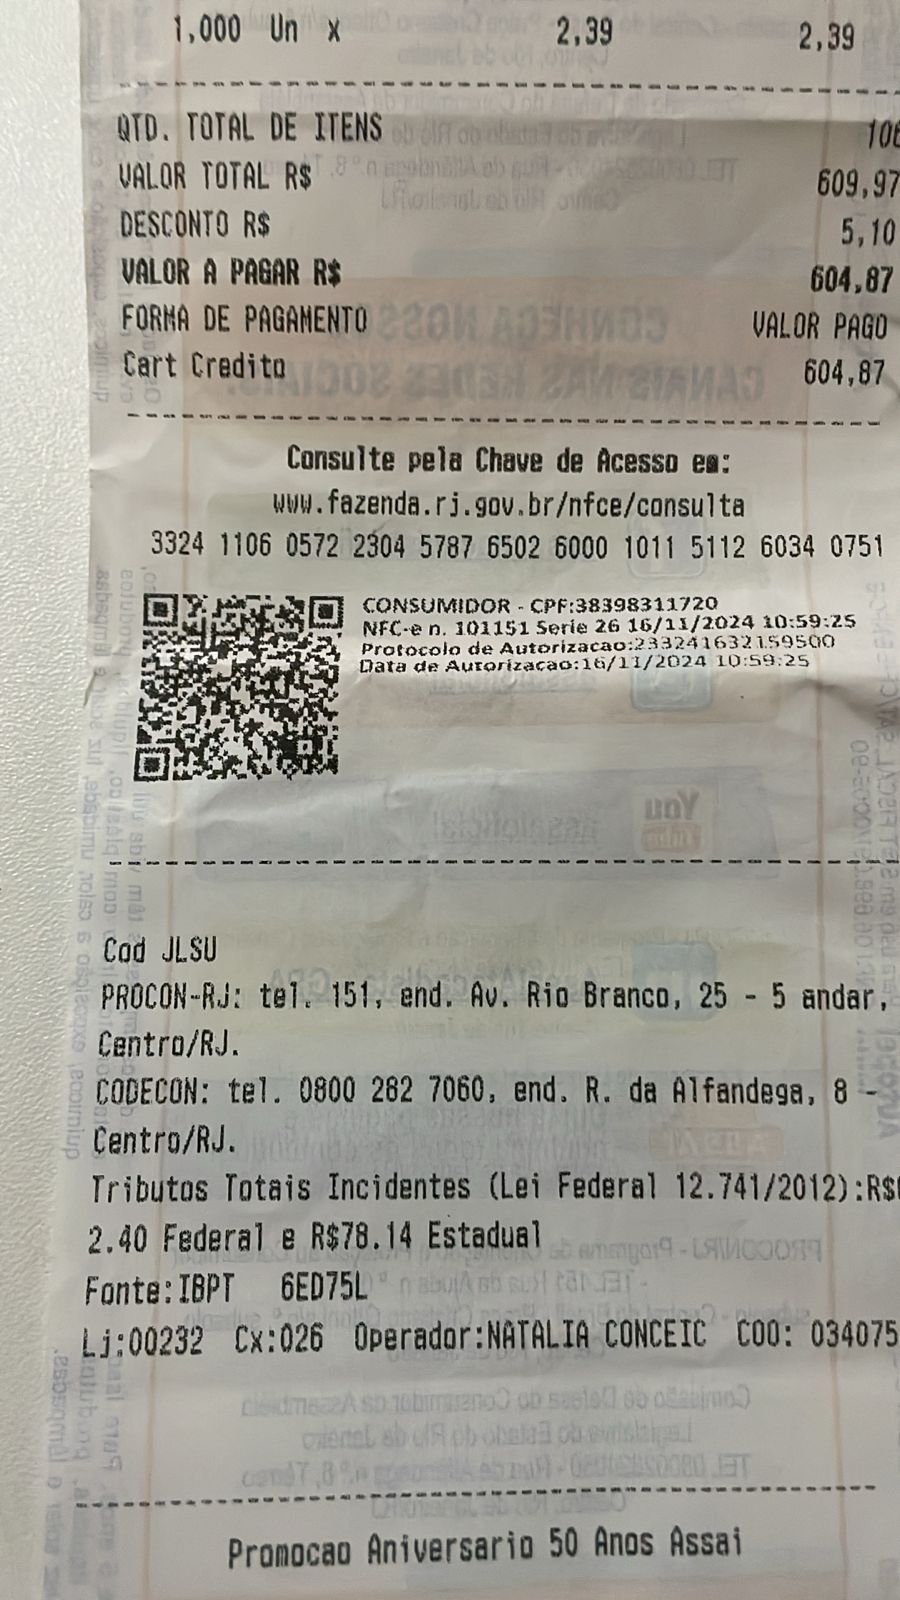 1,000 Un x 2,39 2,39
QTD. TOTAL DE ITENS 106
VALOR TOTAL R$ 609,97
DESCONTO R$ 5,10
VALOR A PAGAR R$ 604,87
FORMA DE PAGAMENTO VALOR PAGO
Cart Credito 604,87
Consulte pela Chave de Acesso em:
www.fazenda.rj.gov.br/nfce/consulta
3324 1106 0572 2304 5787 6502 6000 1011 5112 6034 0751
CONSUMIDOR - CPF:38398311720
NFC-e n. 101151 Serie 26 16/11/2024 10:59:25
Protocolo de Autorizacao:233241632159500
Data de Autorizacao:16/11/2024 10:59:25
Cod JLSU
PROCON-RJ: tel. 151, end. Av. Rio Branco, 25 - 5 andar,
Centro/RJ.
CODECON: tel. 0800 282 7060, end. R. da Alfandega, 8 -
Centro/RJ.
Tributos Totais Incidentes (Lei Federal 12.741/2012):R$
2.40 Federal e R$78.14 Estadual
Fonte:IBPT 6ED75L
Lj:00232 Cx:026 Operador:NATALIA CONCEIC COO: 034075
Promocao Aniversario 50 Anos Assai